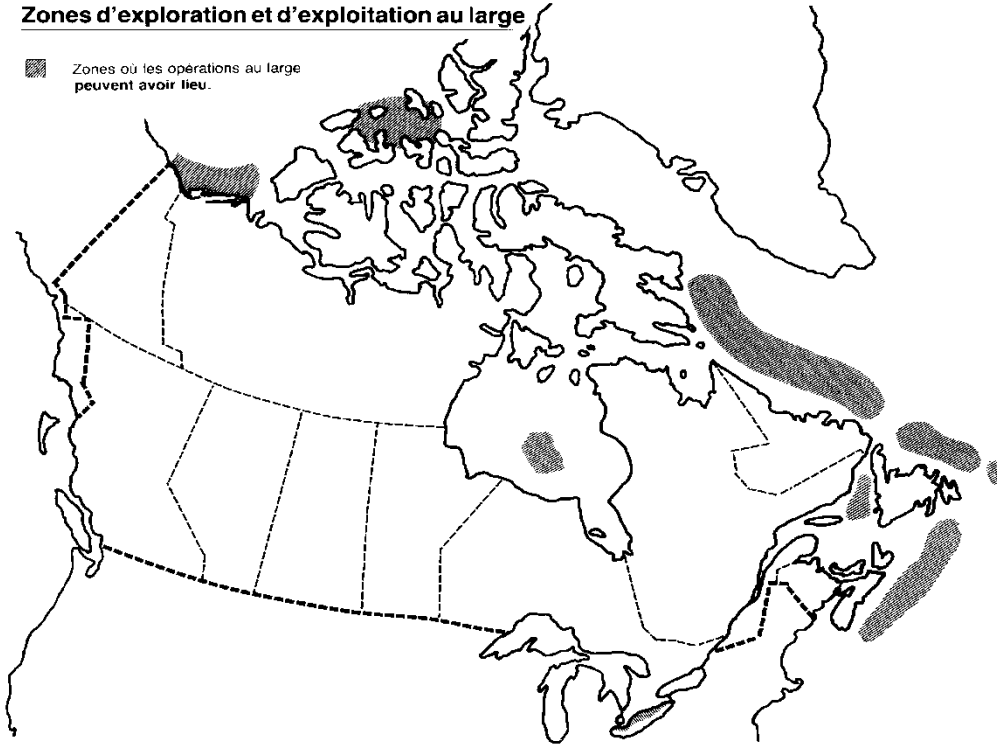 Zones d'exploration et d'exploitation au large
Zones où les opérations au large
peuvent avoir lieu.